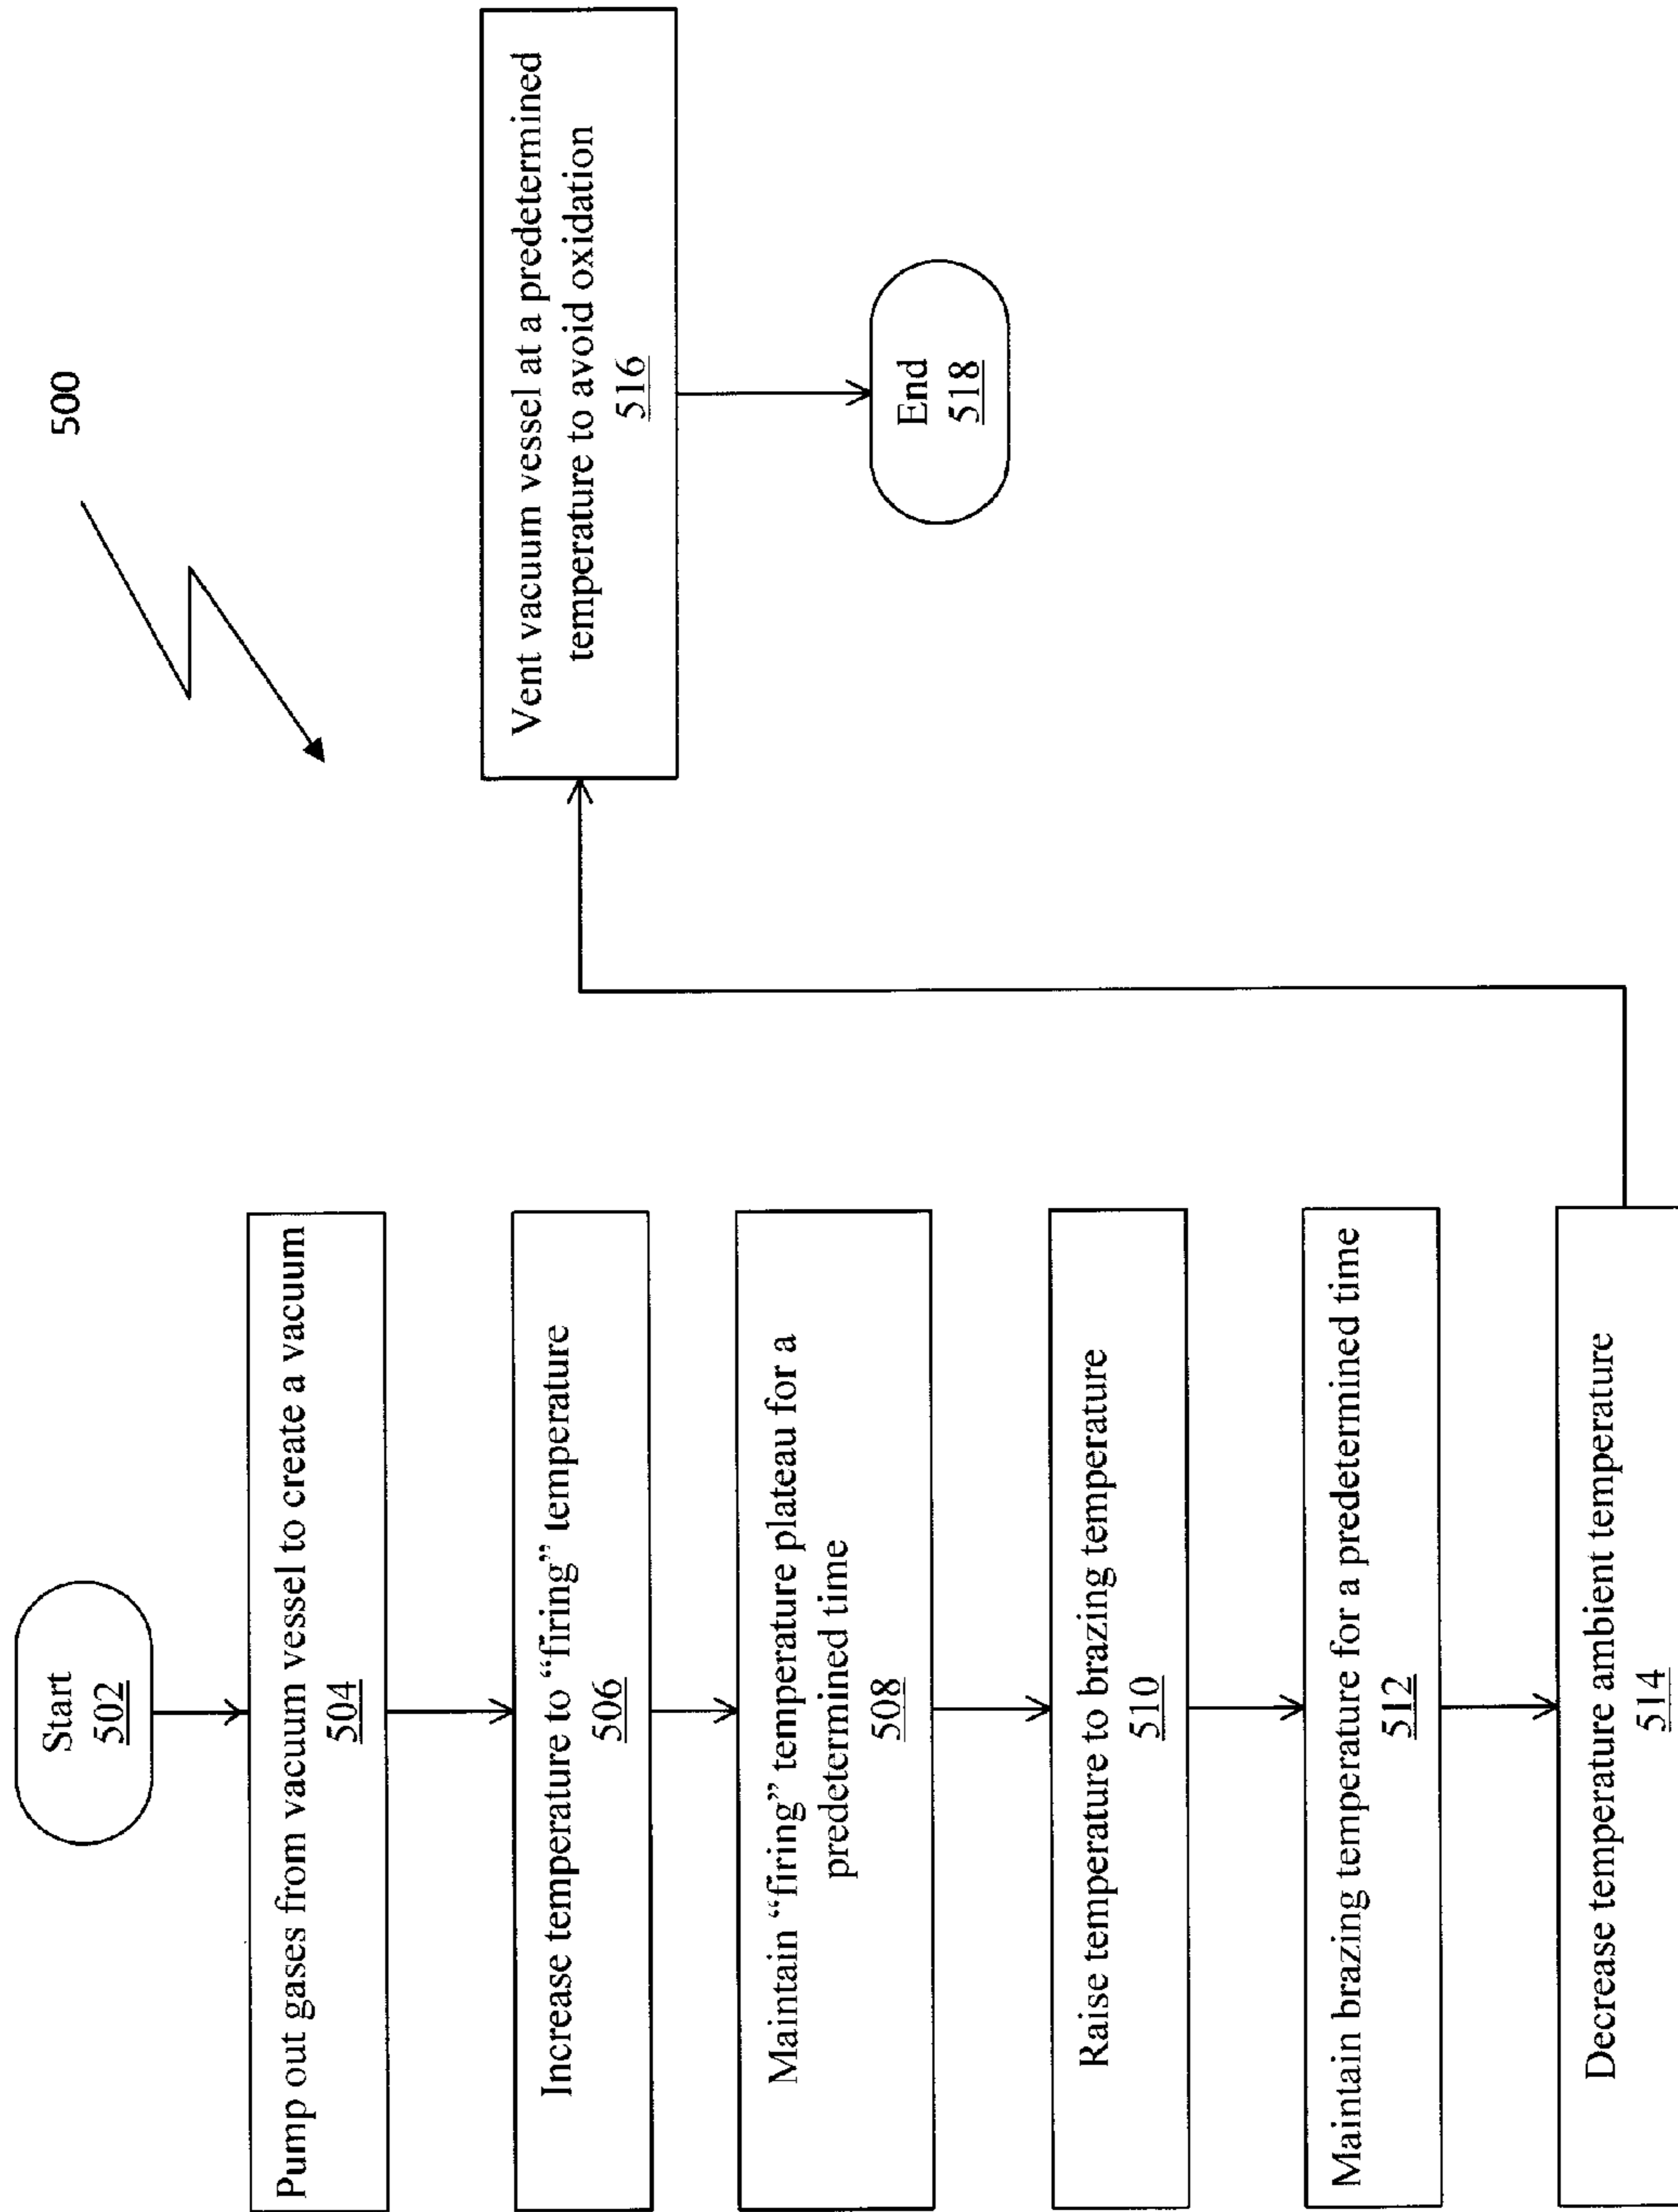 500
Start
502
Pump out gases from vacuum vessel to create a vacuum
504
Increase temperature to “firing” temperature
506
Maintain “firing” temperature plateau for a
predetermined time
508
Raise temperature to brazing temperature
510
Maintain brazing temperature for a predetermined time
512
Decrease temperature ambient temperature
514
Vent vacuum vessel at a predetermined
temperature to avoid oxidation
516
End
518